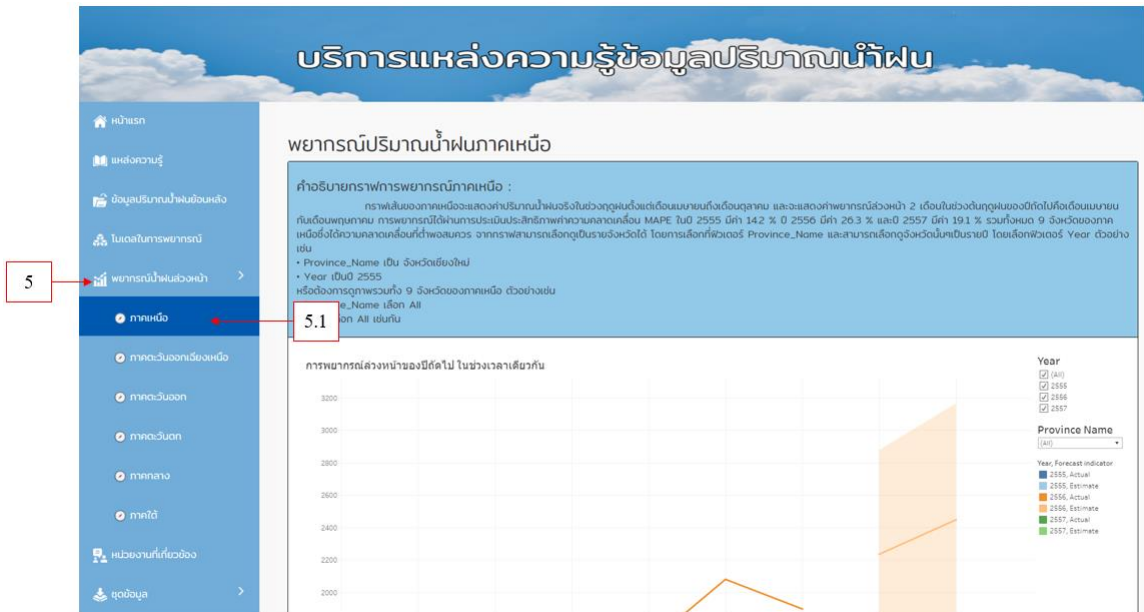 บริการแหล่งความรู้ข้อมูลปริมาณน้ำฝน
หน้าแรก
แหล่งความรู้
ข้อมูลปริมาณน้ำฝนย้อนหลัง
โมเดลในการพยากรณ์
5
พยากรณ์น้ำฝนล่วงหน้า
ภาคเหนือ
5.1
ภาคตะวันออกเฉียงเหนือ
ภาคตะวันออก
ภาคตะวันตก
ภาคกลาง
ภาคใต้
หน่วยงานที่เกี่ยวข้อง
ชุดข้อมูล
พยากรณ์ปริมาณน้ำฝนภาคเหนือ
คำอธิบายกราฟการพยากรณ์ภาคเหนือ :
กราฟเส้นของภาคเหนือจะแสดงค่าปริมาณน้ำฝนจริงในช่วงฤดูฝนตั้งแต่เดือนเมษายนถึงเดือนตุลาคม และจะแสดงค่าพยากรณ์ล่วงหน้า 2 เดือนในช่วงต้นฤดูฝนของปีถัดไปคือเดือนเมษายน
กับเดือนพฤษภาคม การพยากรณ์ได้ผ่านการประเมินประสิทธิภาพค่าความคลาดเคลื่อน MAPE ในปี 2555 มีค่า 14.2 % ปี 2556 มีค่า 26.3 % และปี 2557 มีค่า 19.1 % รวมทั้งหมด 9 จังหวัดของภาค
เหนือซึ่งได้ความคลาดเคลื่อนที่ต่ำพอสมควร จากกราฟสามารถเลือกดูเป็นรายจังหวัดได้ โดยการเลือกที่ฟิวเตอร์ Province_Name และสามารถเลือกดูจังหวัดนั้นๆเป็นรายปี โดยเลือกฟิวเตอร์ Year ตัวอย่าง
เช่น
• Province_Name เป็น จังหวัดเชียงใหม่
• Year เป็นปี 2555
หรือต้องการดูภาพรวมทั้ง 9 จังหวัดของภาคเหนือ ตัวอย่างเช่น
e_Name เลือก All
ลือก All เช่นกัน
การพยากรณ์ล่วงหน้าของปีถัดไป ในช่วงเวลาเดียวกัน
3200
3000
2800
2600
2400
2200
2000
Year
(All)
2555
2556
2557
Province Name
(All)
Year, Forecast indicator
2555, Actual
2555, Estimate
2556, Actual
2556, Estimate
2557, Actual
2557, Estimate